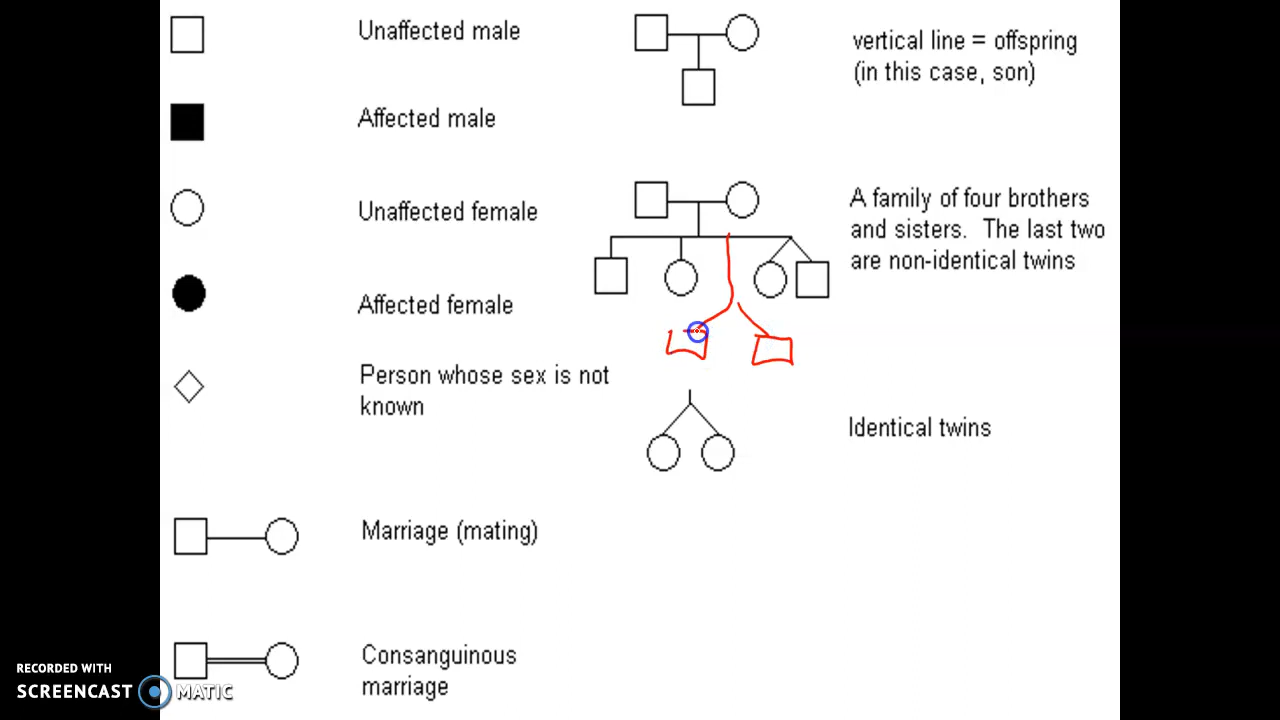 Unaffected male
Affected male
Unaffected female
Affected female
Person whose sex is not
known
Marriage (mating)
Consanguinous
marriage
vertical line = offspring
(in this case, son)
A family of four brothers
and sisters. The last two
are non-identical twins
Identical twins
RECORDED WITH
SCREENCAST MATIC